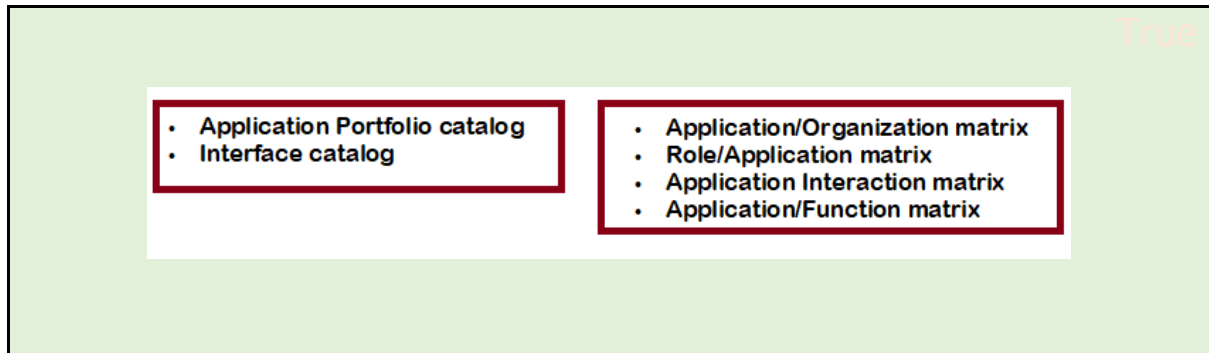 True
• Application Portfolio catalog
• Interface catalog
• Application/Organization matrix
• Role/Application matrix
• Application Interaction matrix
• Application/Function matrix